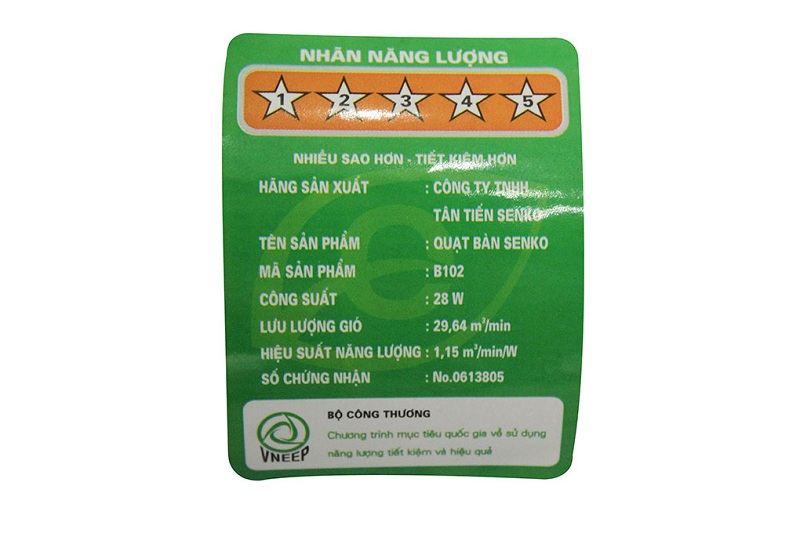 NHÃN NĂNG LƯỢNG
1 2 3 4 5
NHIỀU SAO HƠN - TIẾT KIỆM HƠN
HÃNG SẢN XUẤT : CÔNG TY TNHH
TÂN TIẾN SENKO
TÊN SẢN PHẨM : QUẠT BÀN SENKO
MÃ SẢN PHẨM : B102
CÔNG SUẤT : 28 W
LƯU LƯỢNG GIÓ : 29,64 m³/min
HIỆU SUẤT NĂNG LƯỢNG : 1,15 m³/min/W
SỐ CHỨNG NHẬN : No.0613805
BỘ CÔNG THƯƠNG
Chương trình mục tiêu quốc gia về sử dụng
năng lượng tiết kiệm và hiệu quả
VNEEP